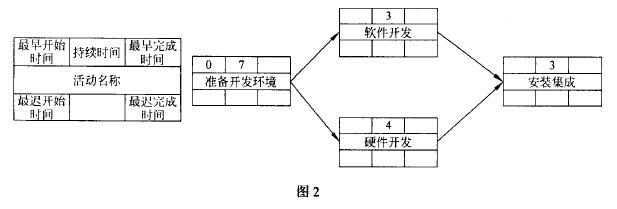 最早开始时间
持续时间
最早完成时间
活动名称
最迟开始时间
最迟完成时间
0 7
准备开发环境
3
软件开发
4
硬件开发
3
安装集成
图2